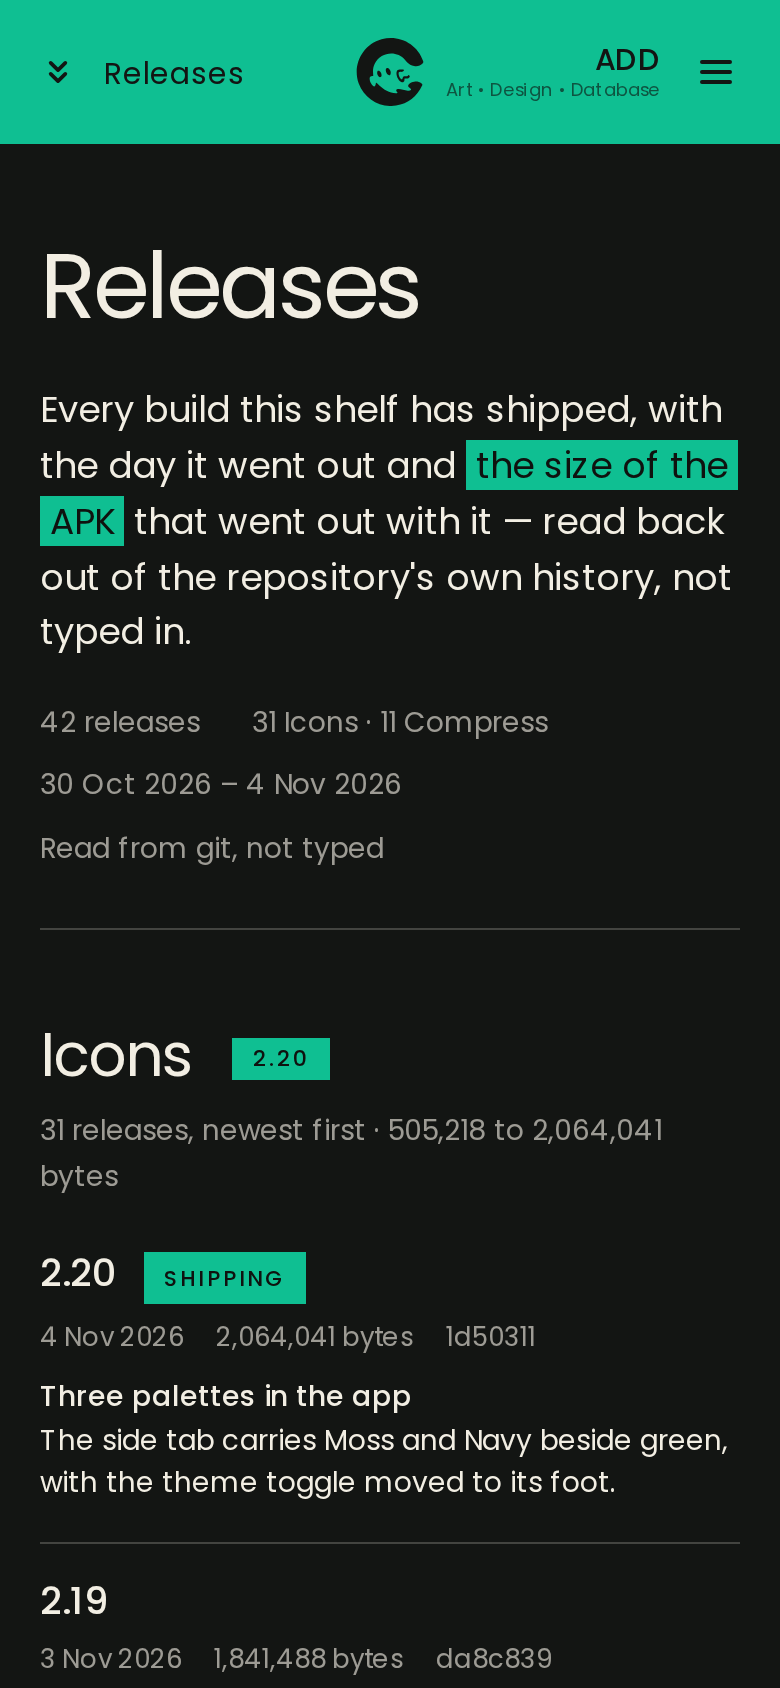 Releases
ADD
Art • Design • Database
Releases
Every build this shelf has shipped, with
the day it went out and the size of the
APK that went out with it — read back
out of the repository's own history, not
typed in.
42 releases 31 Icons · 11 Compress
30 Oct 2026 – 4 Nov 2026
Read from git, not typed
Icons 2.20
31 releases, newest first · 505,218 to 2,064,041
bytes
2.20 SHIPPING
4 Nov 2026 2,064,041 bytes 1d50311
Three palettes in the app
The side tab carries Moss and Navy beside green,
with the theme toggle moved to its foot.
2.19
3 Nov 2026 1,841,488 bytes da8c839